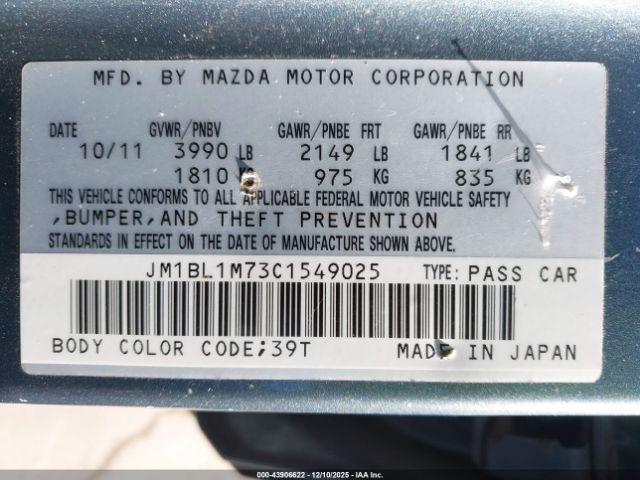 MFD. BY MAZDA MOTOR CORPORATION
DATE GVWR/PNBV GAWR/PNBE FRT GAWR/PNBE RR
10/11 3990 LB 2149 LB 1841 LB
1810 KG 975 KG 835 KG
THIS VEHICLE CONFORMS TO ALL APPLICABLE FEDERAL MOTOR VEHICLE SAFETY
,BUMPER,AND THEFT PREVENTION
STANDARDS IN EFFECT ON THE DATE OF MANUFACTURE SHOWN ABOVE.
JM1BL1M73C1549025 TYPE: PASS CAR
BODY COLOR CODE;39T MADE IN JAPAN
000-43906622 - 12/10/2025 - IAA Inc.